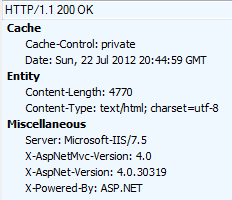 HTTP/1.1 200 OK
Cache
Cache-Control: private
Date: Sun, 22 Jul 2012 20:44:59 GMT
Entity
Content-Length: 4770
Content-Type: text/html; charset=utf-8
Miscellaneous
Server: Microsoft-IIS/7.5
X-AspNetMvc-Version: 4.0
X-AspNet-Version: 4.0.30319
X-Powered-By: ASP.NET